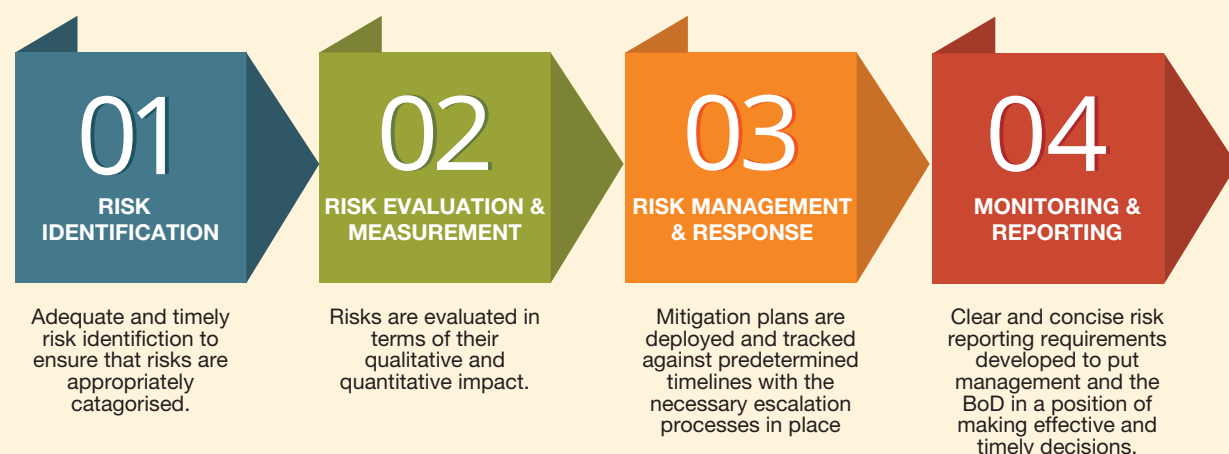 01
RISK
IDENTIFICATION
Adequate and timely
risk identifiction to
ensure that risks are
appropriately
catagorised.
02
RISK EVALUATION &
MEASUREMENT
Risks are evaluated in
terms of their
qualitative and
quantitative impact.
03
RISK MANAGEMENT
& RESPONSE
Mitigation plans are
deployed and tracked
against predetermined
timelines with the
necessary escalation
processes in place
04
MONITORING &
REPORTING
Clear and concise risk
reporting requirements
developed to put
management and the
BoD in a position of
making effective and
timely decisions.